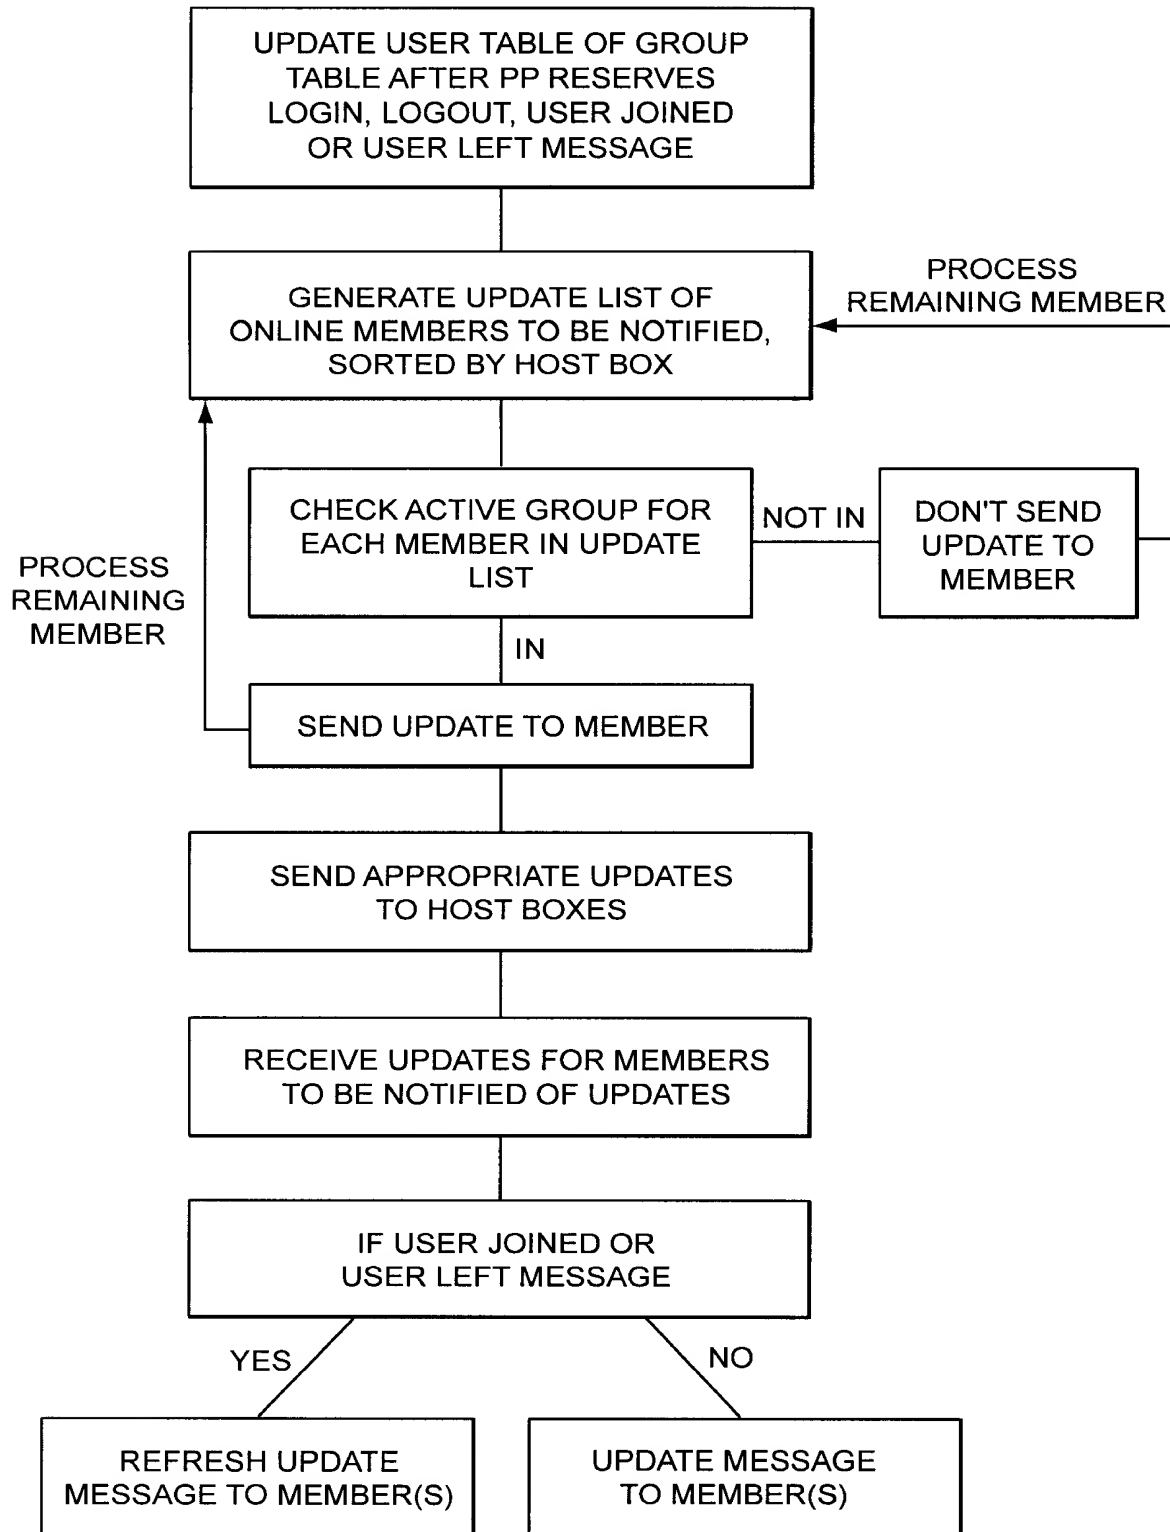 UPDATE USER TABLE OF GROUP
TABLE AFTER PP RESERVES
LOGIN, LOGOUT, USER JOINED
OR USER LEFT MESSAGE
GENERATE UPDATE LIST OF
ONLINE MEMBERS TO BE NOTIFIED,
SORTED BY HOST BOX
PROCESS
REMAINING MEMBER
CHECK ACTIVE GROUP FOR
EACH MEMBER IN UPDATE
LIST
NOT IN
DON'T SEND
UPDATE TO
MEMBER
PROCESS
REMAINING
MEMBER
IN
SEND UPDATE TO MEMBER
SEND APPROPRIATE UPDATES
TO HOST BOXES
RECEIVE UPDATES FOR MEMBERS
TO BE NOTIFIED OF UPDATES
IF USER JOINED OR
USER LEFT MESSAGE
YES
NO
REFRESH UPDATE
MESSAGE TO MEMBER(S)
UPDATE MESSAGE
TO MEMBER(S)